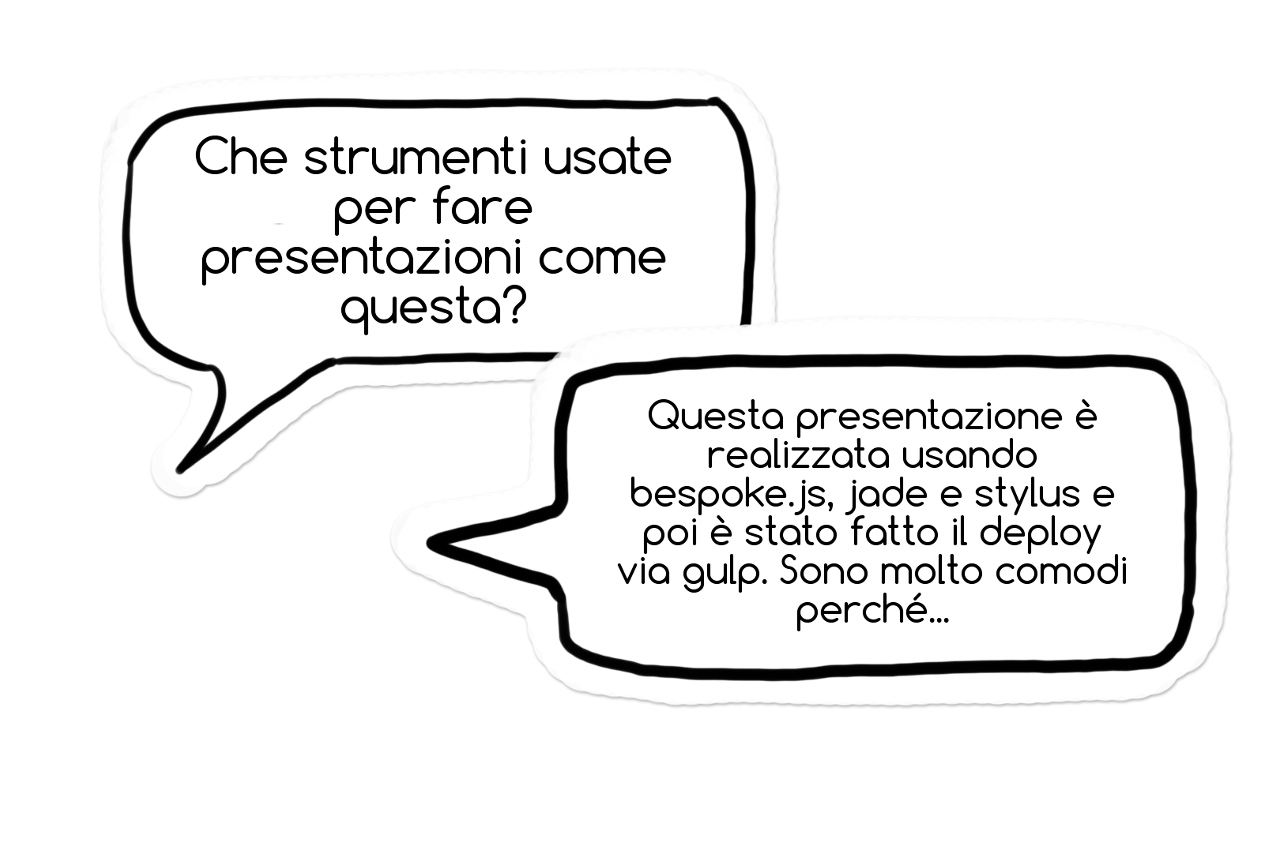 Che strumenti usate
per fare
presentazioni come
questa?
Questa presentazione è
realizzata usando
bespoke.js, jade e stylus e
poi è stato fatto il deploy
via gulp. Sono molto comodi
perché...